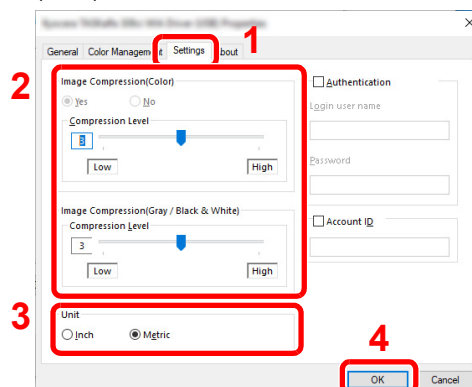 1
General Color Management Settings About
2
Image Compression(Color)
Yes No
Compression Level
3
Low High
Image Compression(Gray / Black & White)
Compression Level
3
Low High
Authentication
Login user name
Password
Account ID
3
Unit
Inch Metric
4
OK Cancel